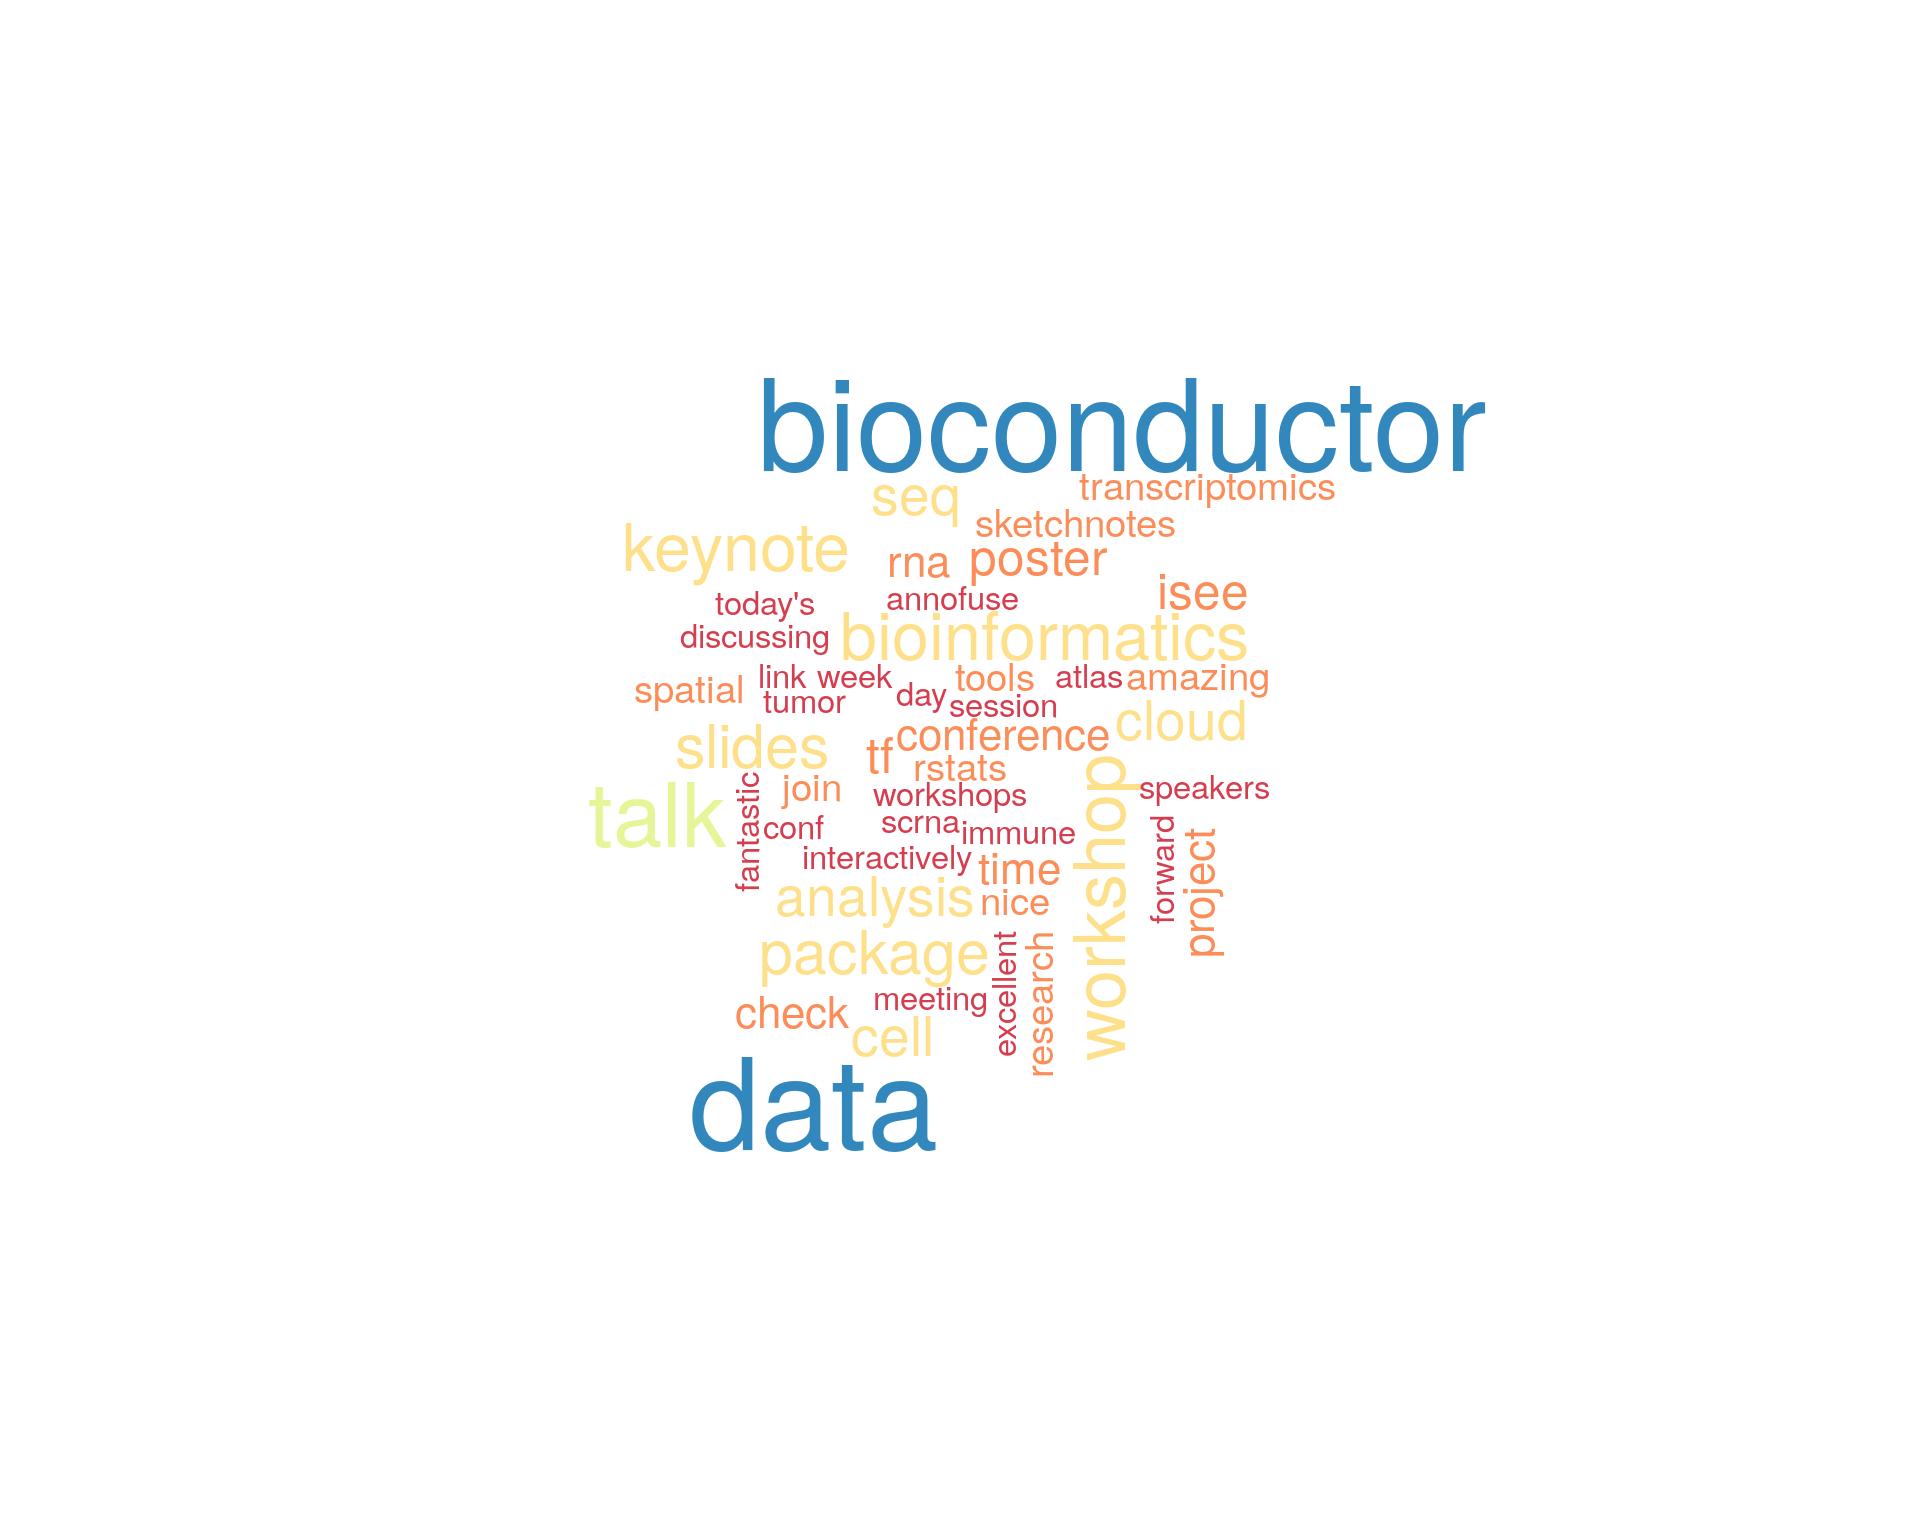 bioconductor
seq
transcriptomics
sketchnotes
keynote
rna
poster
isee
today's
annofuse
discussing
bioinformatics
spatial
link
week
tools
atlas
amazing
tumor
day
session
slides
tf
conference
cloud
rstats
talk
fantastic
join
workshops
workshop
speakers
conf
scrna
immune
forward
project
interactively
time
analysis
nice
package
excellent
research
check
meeting
cell
data